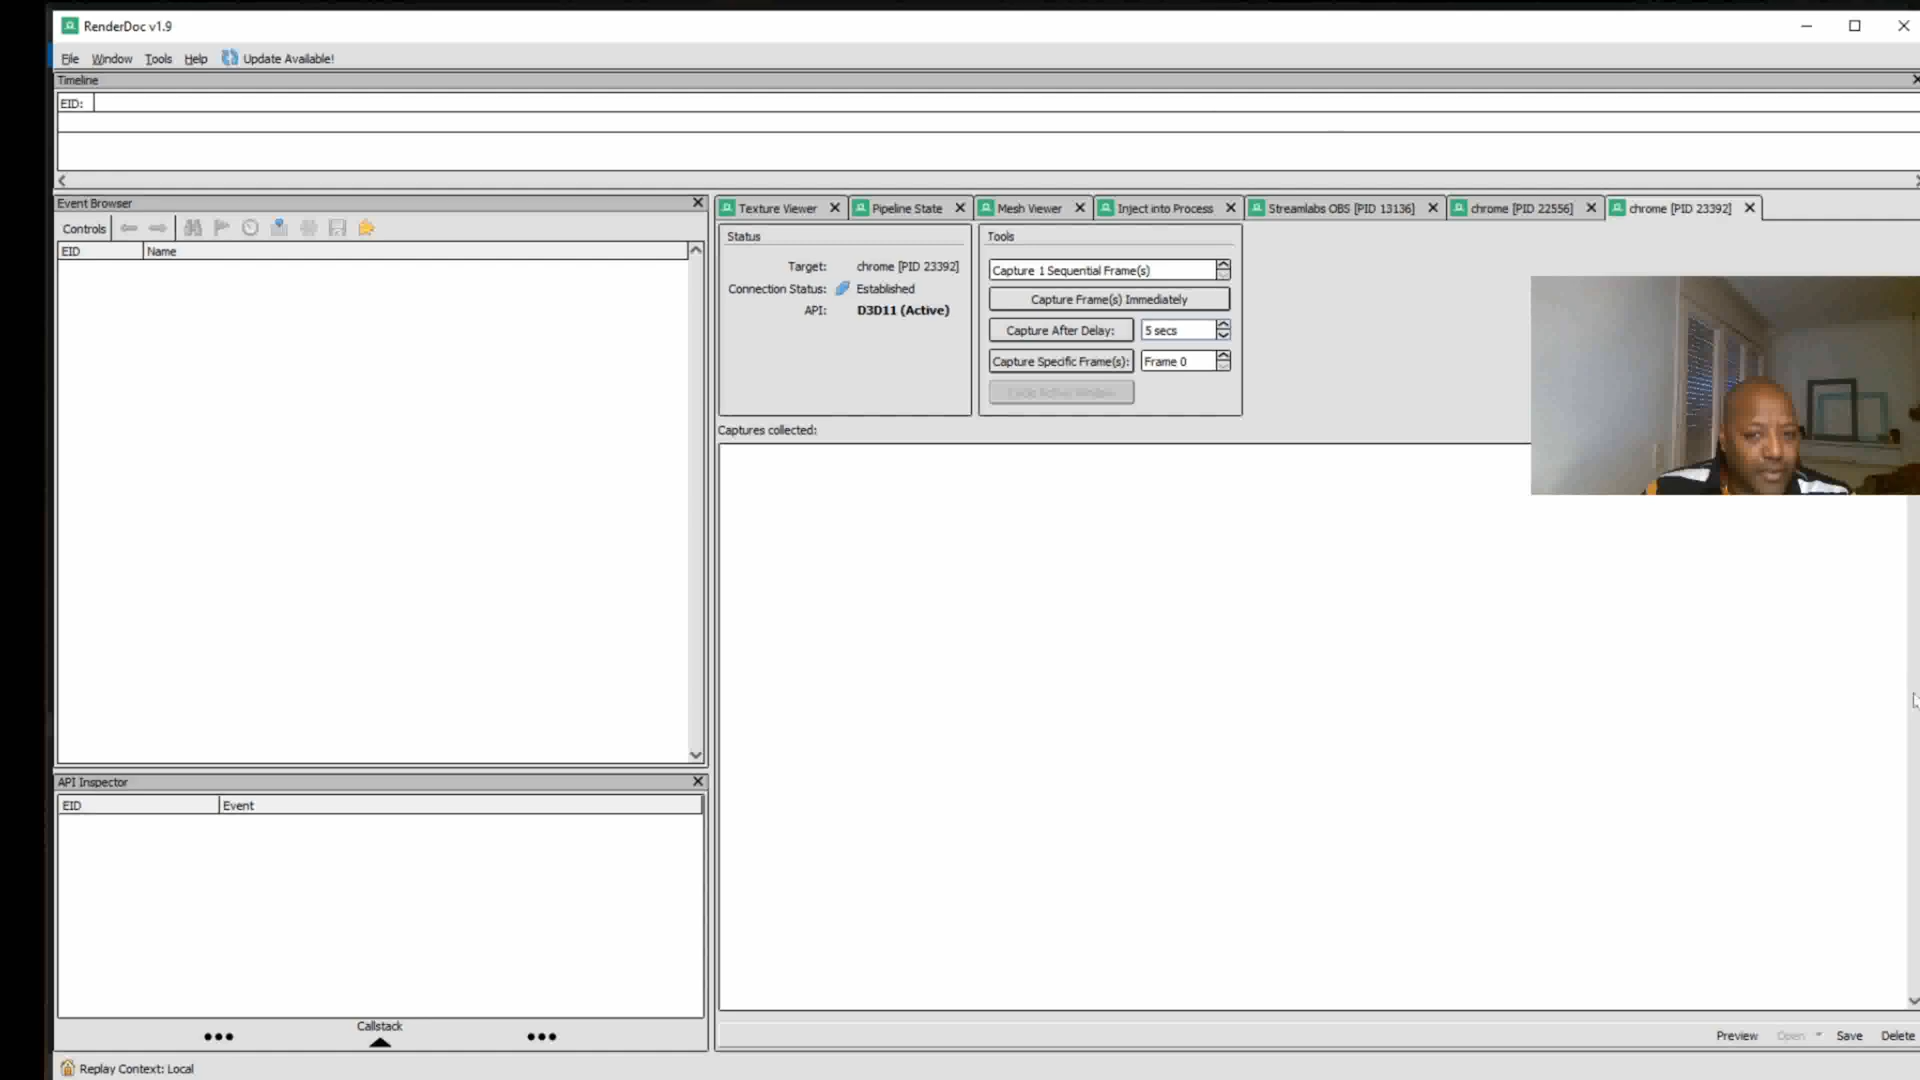 RenderDoc v1.9
File Window Tools Help Update Available!
Timeline
EID:
Event Browser
Controls
EID Name
API Inspector
EID Event
Callstack
Replay Context: Local
Texture Viewer Pipeline State Mesh Viewer Inject into Process Streamlabs OBS [PID 13136] chrome [PID 22556] chrome [PID 23392]
Status
Target: chrome [PID 23392]
Connection Status: Established
API: D3D11 (Active)
Tools
Capture 1 Sequential Frame(s)
Capture Frame(s) Immediately
Capture After Delay: 5 secs
Capture Specific Frame(s): Frame 0
Captures collected:
Preview Open Save Delete